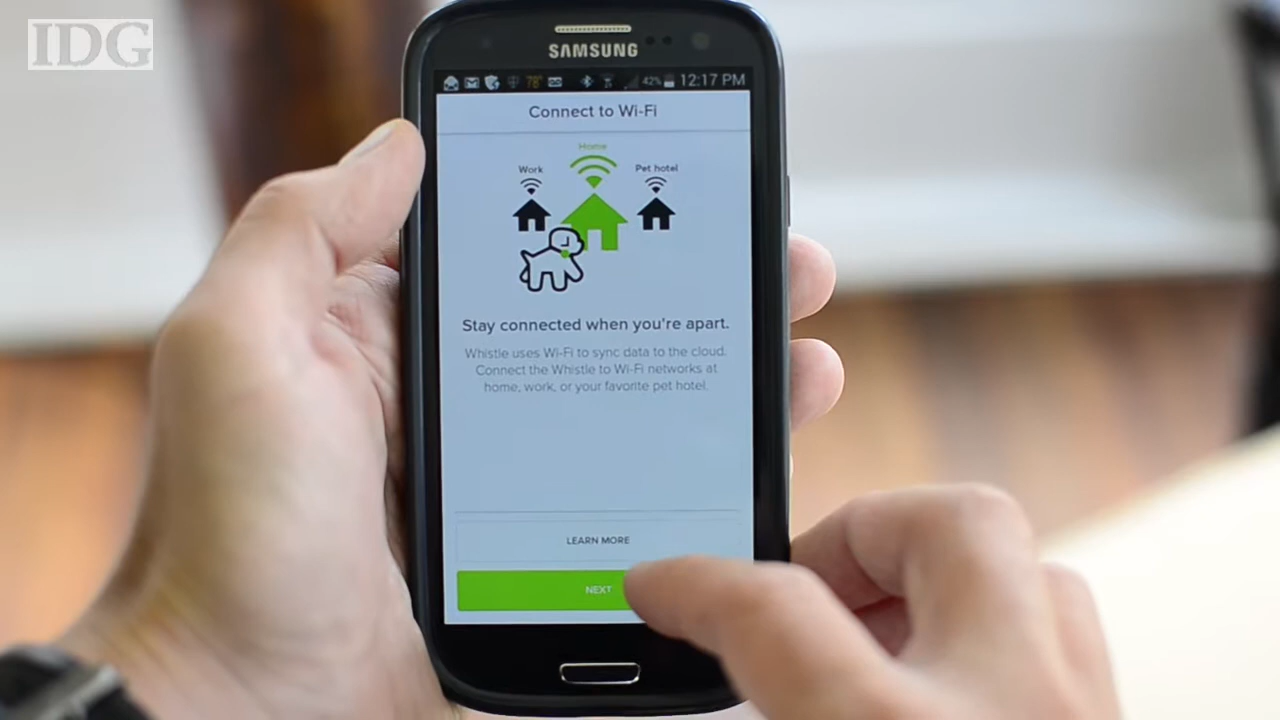 IDG
SAMSUNG
42% 12:17 PM
Connect to Wi-Fi
Home
Work
Pet hotel
Stay connected when you're apart.
Whistle uses Wi-Fi to sync data to the cloud.
Connect the Whistle to Wi-Fi networks at
home, work, or your favorite pet hotel.
LEARN MORE
NEXT